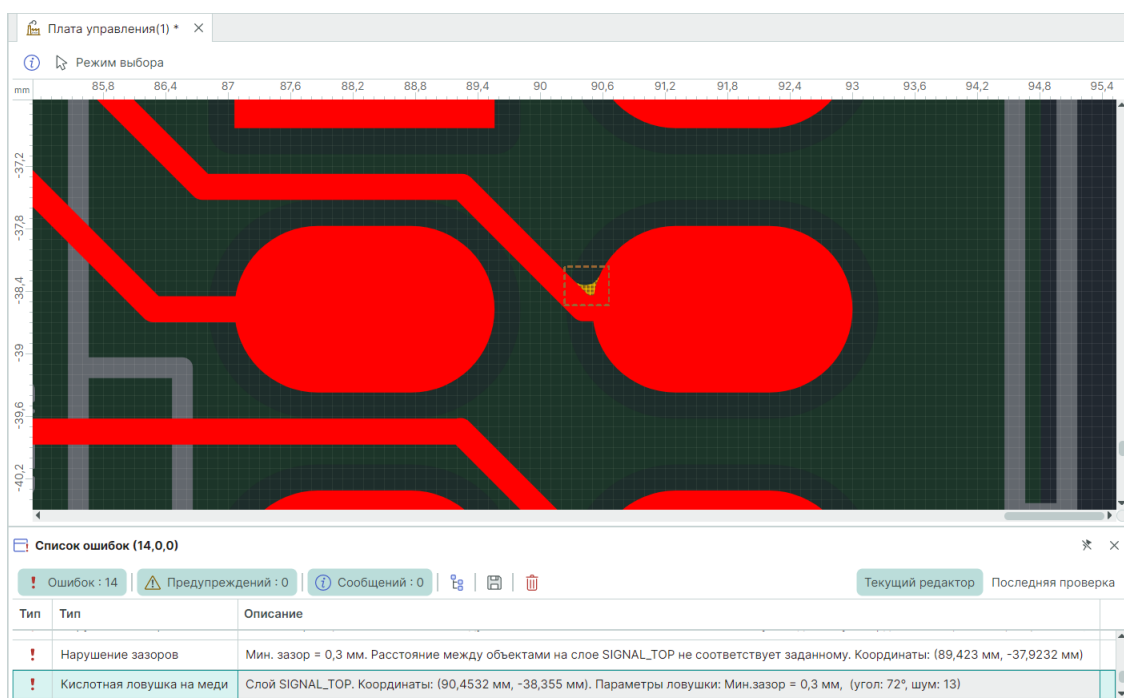 Плата управления(1) *
Режим выбора
mm 85,8 86,4 87 87,6 88,2 88,8 89,4 90 90,6 91,2 91,8 92,4 93 93,6 94,2 94,8 95,4
-37,2
-37,8
-38,4
-39
-39,6
-40,2
Список ошибок (14,0,0)
Ошибок : 14 Предупреждений : 0 Сообщений : 0 Текущий редактор Последняя проверка
Тип Тип Описание
Нарушение зазоров Мин. зазор = 0,3 мм. Расстояние между объектами на слое SIGNAL_TOP не соответствует заданному. Координаты: (89,423 мм, -37,9232 мм)
Кислотная ловушка на меди Слой SIGNAL_TOP. Координаты: (90,4532 мм, -38,355 мм). Параметры ловушки: Мин.зазор = 0,3 мм, (угол: 72°, шум: 13)